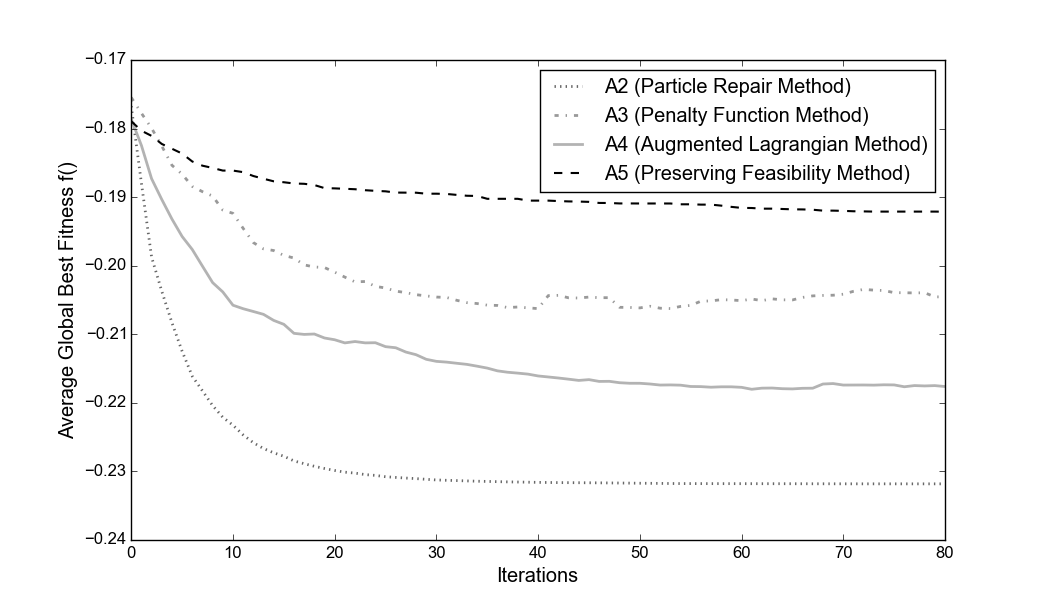 −0.17
−0.18
−0.19
−0.20
−0.21
−0.22
−0.23
−0.24
Average Global Best Fitness f()
A2 (Particle Repair Method)
A3 (Penalty Function Method)
A4 (Augmented Lagrangian Method)
A5 (Preserving Feasibility Method)
0 10 20 30 40 50 60 70 80
Iterations